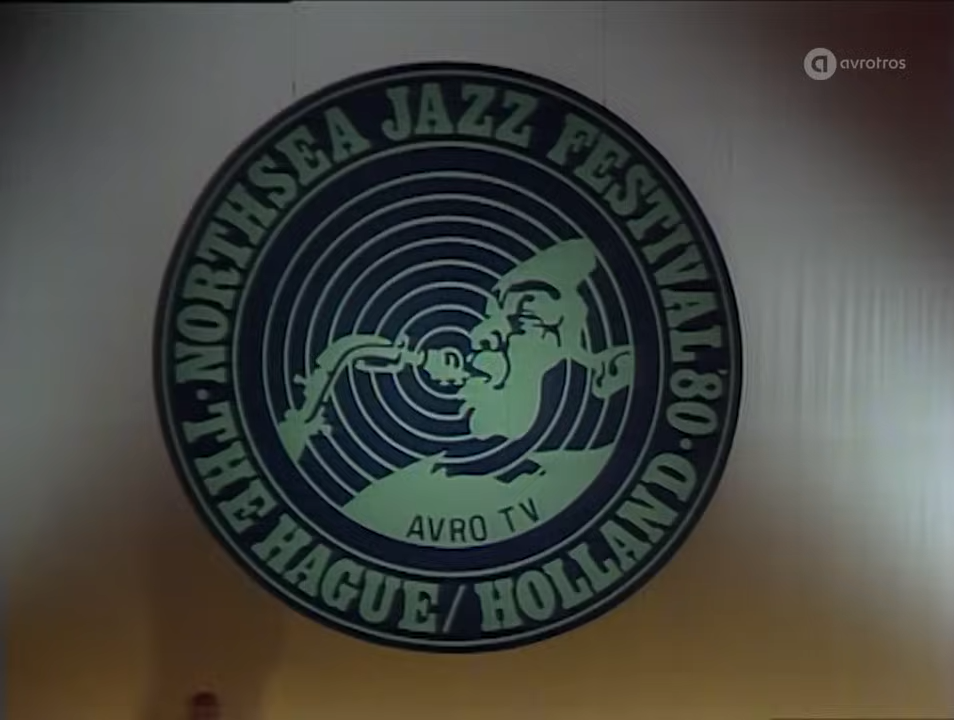 avrotros
NORTHSEA JAZZ FESTIVAL '80 ·
THE HAGUE / HOLLAND ·
AVRO TV